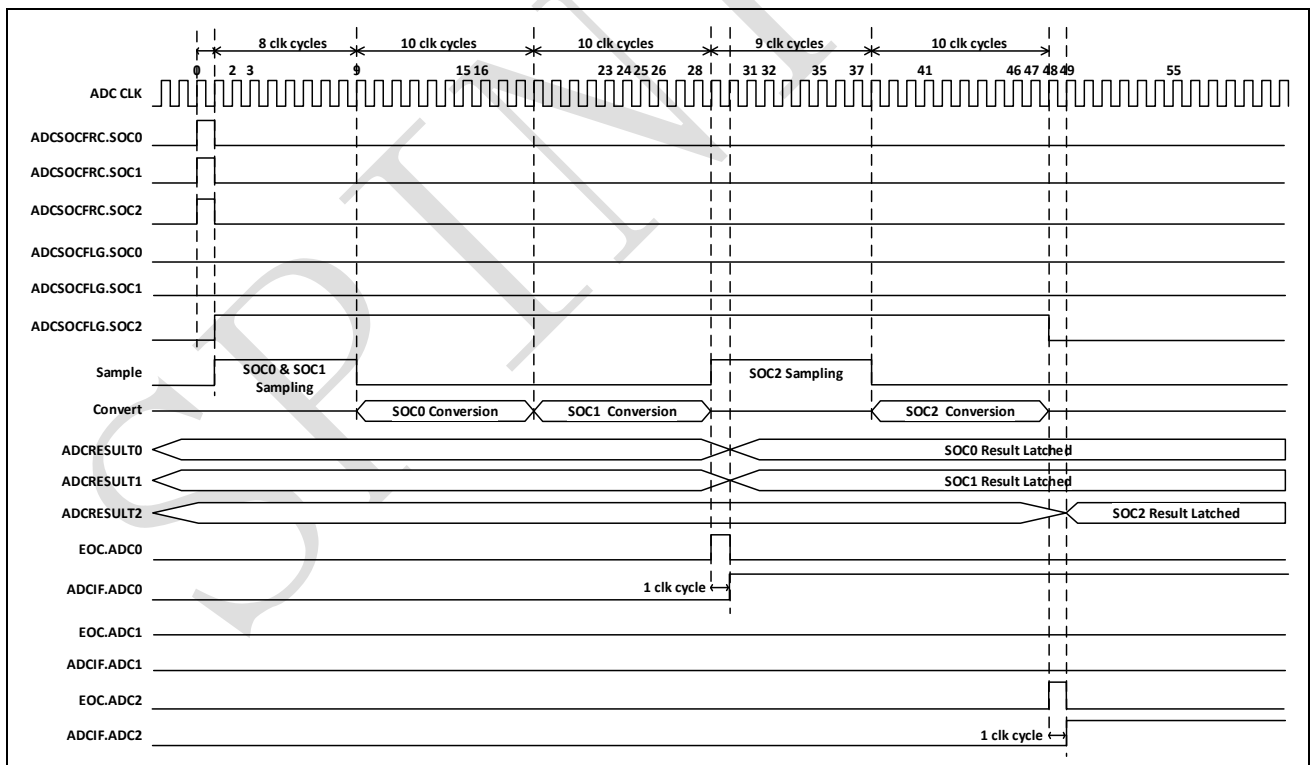 8 clk cycles 10 clk cycles 10 clk cycles 9 clk cycles 10 clk cycles
0 2 3 9 15 16 23 24 25 26 28 31 32 35 37 41 46 47 48 49 55
ADC CLK
ADCSOCFRC.SOC0
ADCSOCFRC.SOC1
ADCSOCFRC.SOC2
ADCSOCFLG.SOC0
ADCSOCFLG.SOC1
ADCSOCFLG.SOC2
Sample SOC0 & SOC1 Sampling SOC2 Sampling
Convert SOC0 Conversion SOC1 Conversion SOC2 Conversion
ADCRESULT0 SOC0 Result Latched
ADCRESULT1 SOC1 Result Latched
ADCRESULT2 SOC2 Result Latched
EOC.ADC0
ADCIF.ADC0 1 clk cycle
EOC.ADC1
ADCIF.ADC1
EOC.ADC2
ADCIF.ADC2 1 clk cycle
SPIN